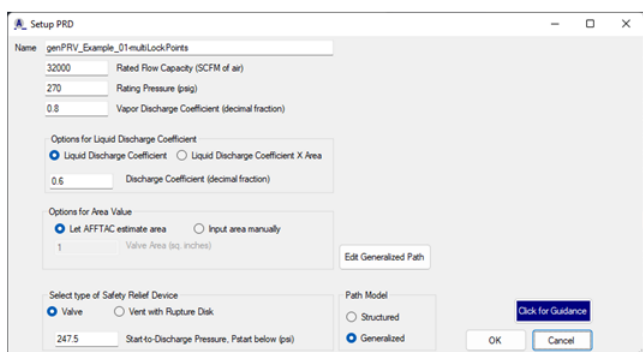 Setup PRD
Name genPRV_Example_01-multiLockPoints
32000 Rated Flow Capacity (SCFM of air)
270 Rating Pressure (psig)
0.8 Vapor Discharge Coefficient (decimal fraction)
Options for Liquid Discharge Coefficient
Liquid Discharge Coefficient Liquid Discharge Coefficient X Area
0.6 Discharge Coefficient (decimal fraction)
Options for Area Value
Let AFFTAC estimate area Input area manually
1 Valve Area (sq. inches)
Edit Generalized Path
Select type of Safety Relief Device
Valve Vent with Rupture Disk
247.5 Start-to-Discharge Pressure, Pstart below (psi)
Path Model
Structured
Generalized
Click for Guidance
OK Cancel